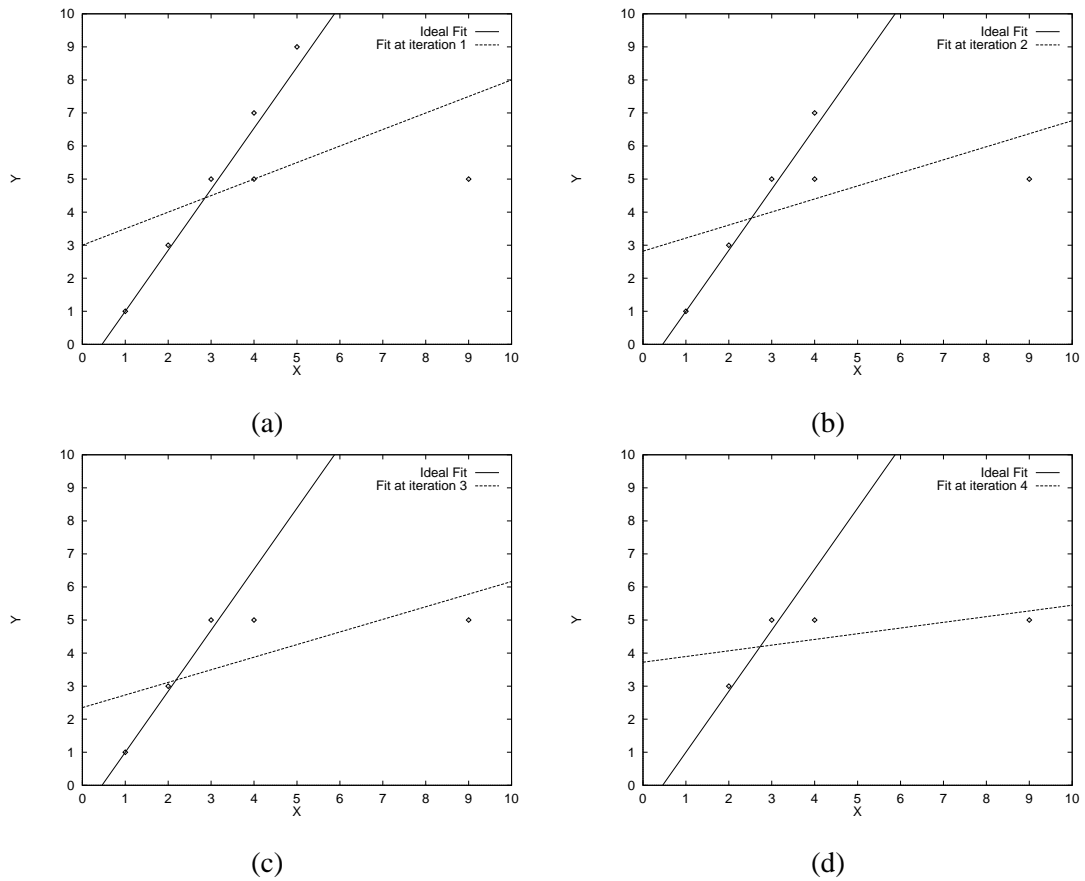 10
9
8
7
6
5
4
3
2
1
0
Y
Ideal Fit
Fit at iteration 1
0 1 2 3 4 5 6 7 8 9 10
X
(a)
10
9
8
7
6
5
4
3
2
1
0
Y
Ideal Fit
Fit at iteration 2
0 1 2 3 4 5 6 7 8 9 10
X
(b)
10
9
8
7
6
5
4
3
2
1
0
Y
Ideal Fit
Fit at iteration 3
0 1 2 3 4 5 6 7 8 9 10
X
(c)
10
9
8
7
6
5
4
3
2
1
0
Y
Ideal Fit
Fit at iteration 4
0 1 2 3 4 5 6 7 8 9 10
X
(d)